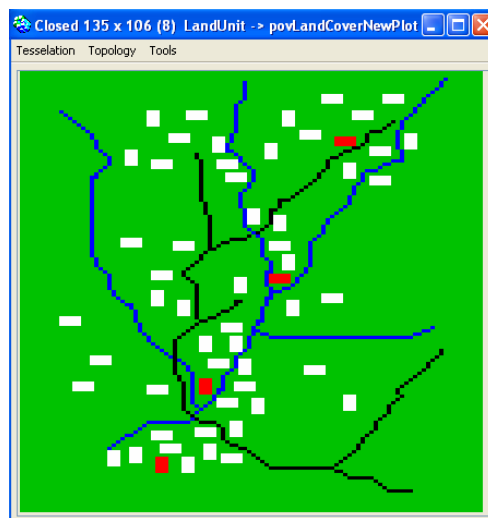 Closed 135 x 106 (8) LandUnit -> povLandCoverNewPlot
Tesselation Topology Tools